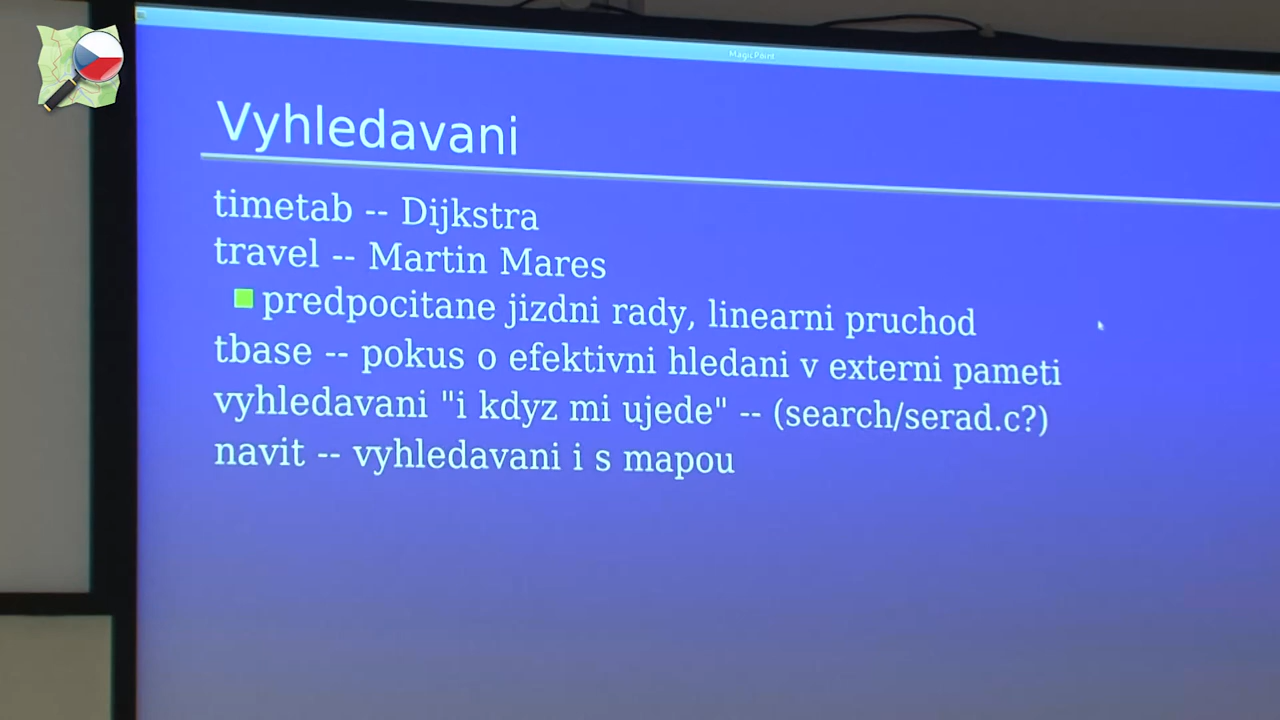 MagicPoint
Vyhledavani
timetab -- Dijkstra
travel -- Martin Mares
predpocitane jizdni rady, linearni pruchod
tbase -- pokus o efektivni hledani v externi pameti
vyhledavani "i kdyz mi ujede" -- (search/serad.c?)
navit -- vyhledavani i s mapou